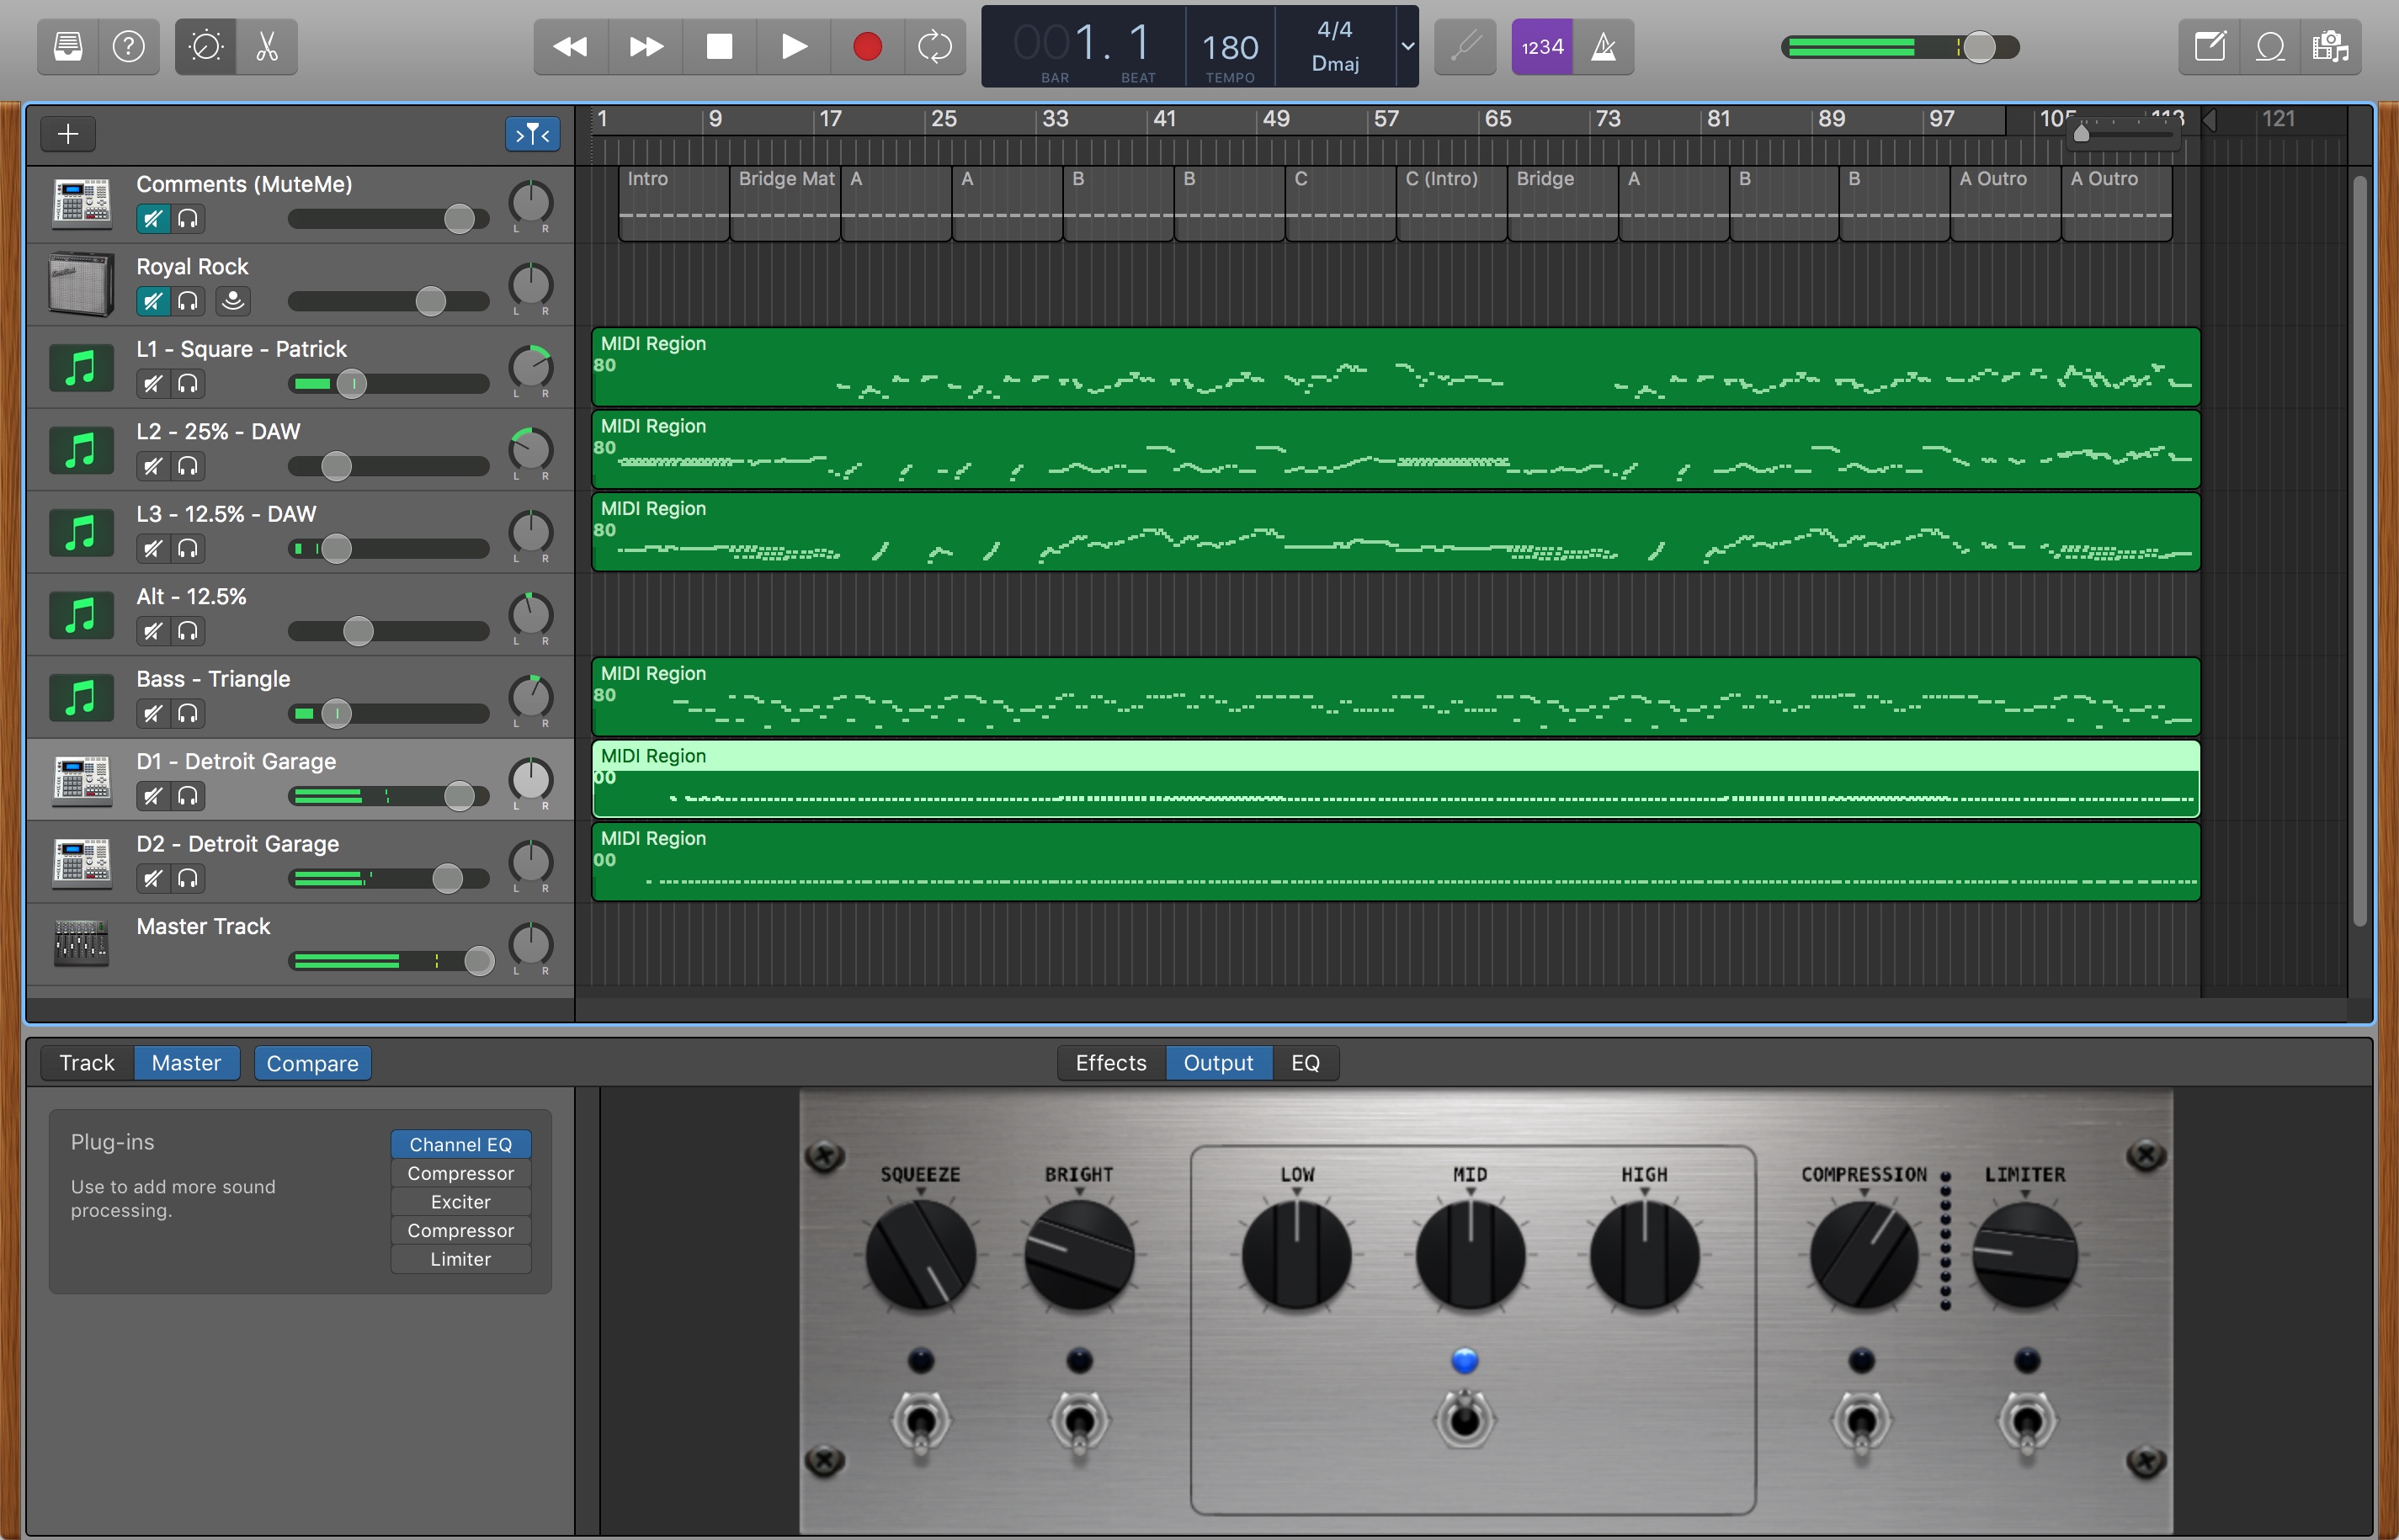 ?
001. 1
BAR BEAT
180
TEMPO
4/4
Dmaj
1234
1 9 17 25 33 41 49 57 65 73 81 89 97 105 113 121
Comments (MuteMe)
L R
Intro Bridge Mat A A B B C C (Intro) Bridge A B B A Outro A Outro
Royal Rock
L R
L1 - Square - Patrick
L R
MIDI Region
80
L2 - 25% - DAW
L R
MIDI Region
80
L3 - 12.5% - DAW
L R
MIDI Region
80
Alt - 12.5%
L R
Bass - Triangle
L R
MIDI Region
80
D1 - Detroit Garage
L R
MIDI Region
00
D2 - Detroit Garage
L R
MIDI Region
00
Master Track
L R
Track Master Compare
Effects Output EQ
Plug-ins
Use to add more sound
processing.
Channel EQ
Compressor
Exciter
Compressor
Limiter
SQUEEZE BRIGHT LOW MID HIGH COMPRESSION LIMITER